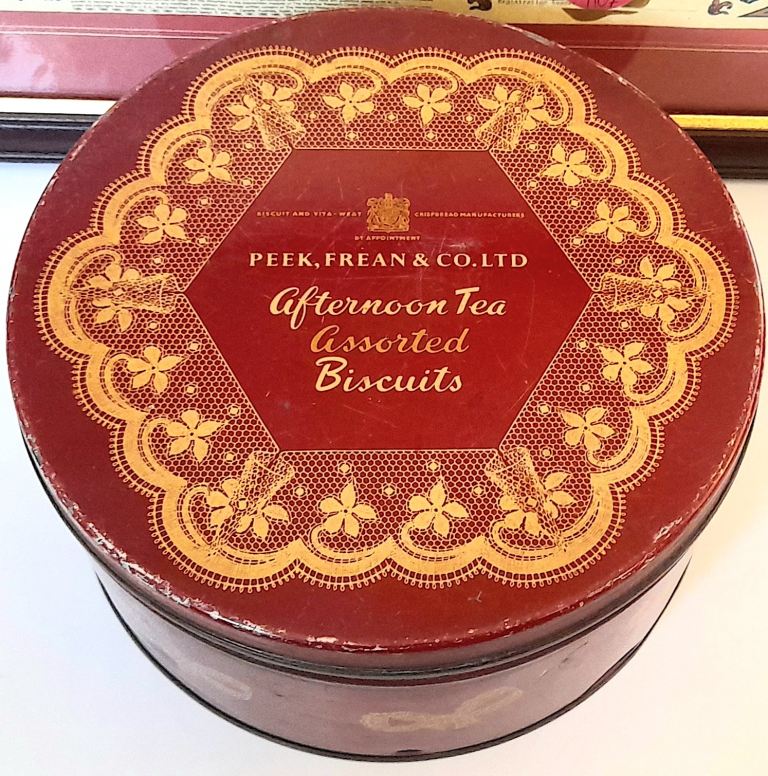 BISCUIT AND VITA-WEAT CRISPBREAD MANUFACTURERS
BY APPOINTMENT
PEEK, FREAN & CO. LTD
Afternoon Tea
Assorted
Biscuits